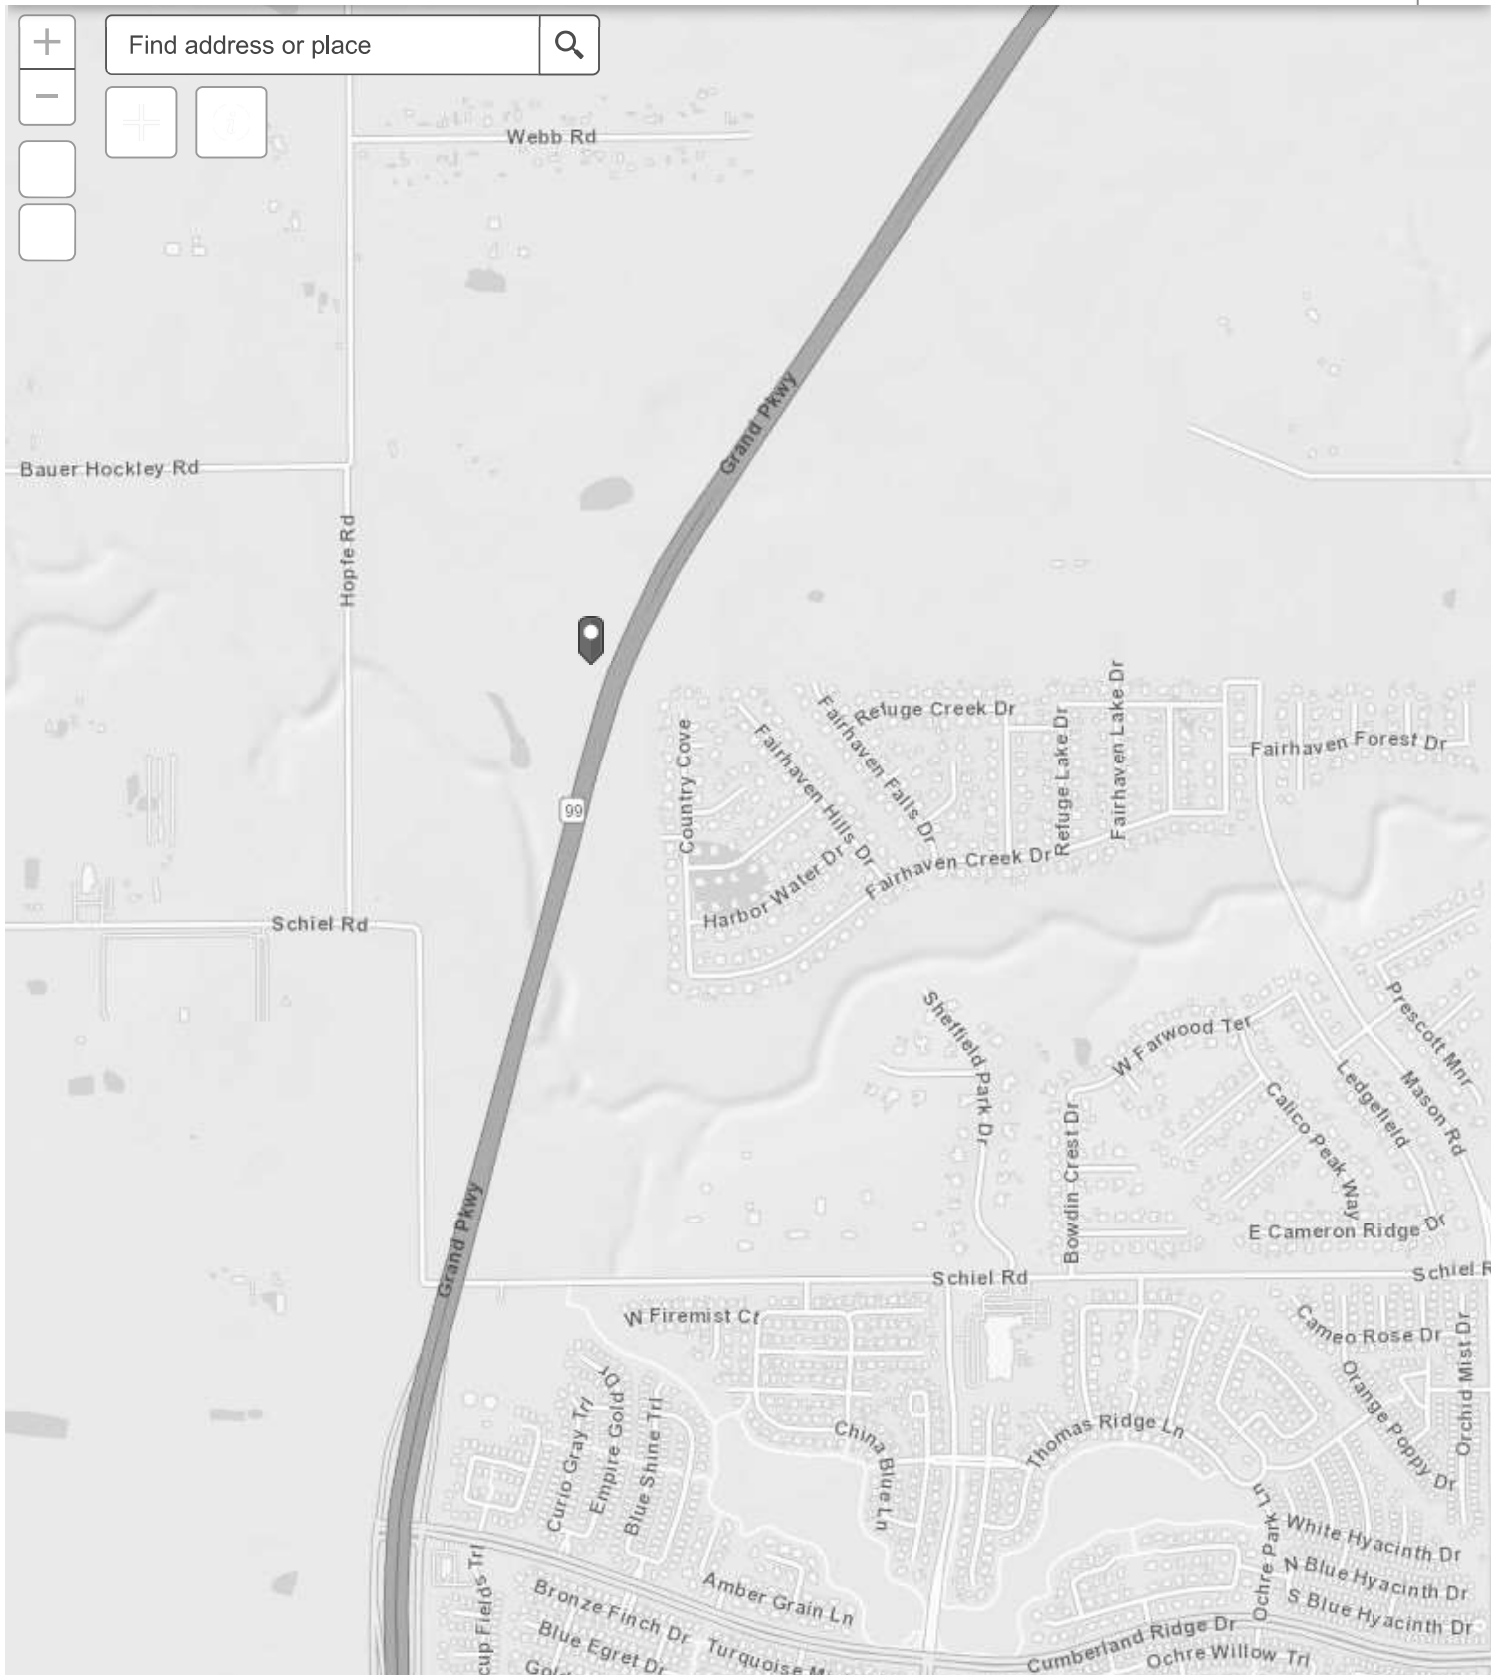 Find address or place
Webb Rd
Grand Pkwy
Bauer Hockley Rd
Hopfe Rd
99
Schiel Rd
Country Cove
Fairhaven Hills Dr
Fairhaven Falls Dr
Refuge Creek Dr
Refuge Lake Dr
Fairhaven Lake Dr
Fairhaven Forest Dr
Harbor Water Dr
Fairhaven Creek Dr
Sheffield Park Dr
W Farwood Ter
Bowdin Crest Dr
Calico Peak Way
Ledgefield
Prescott Mnr
Mason Rd
E Cameron Ridge Dr
Grand Pkwy
Schiel Rd
Schiel R
W Firemist Ct
Cameo Rose Dr
Orchid Mist Dr
Orange Poppy Dr
Curio Gray Trl
Empire Gold Dr
Blue Shine Trl
China Blue Ln
Thomas Ridge Ln
Ochre Park Ln
White Hyacinth Dr
N Blue Hyacinth Dr
S Blue Hyacinth Dr
cup Fields Trl
Bronze Finch Dr
Amber Grain Ln
Blue Egret Dr
Turquoise M
Gold
Cumberland Ridge Dr
Ochre Willow Trl